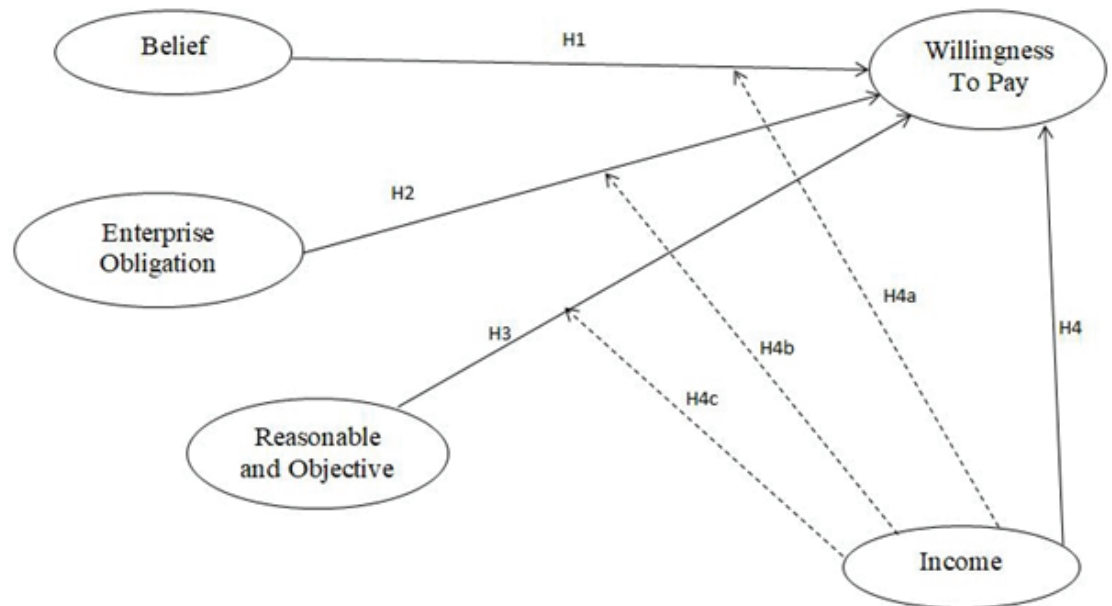 Belief
H1
Willingness
To Pay
H2
Enterprise
Obligation
H4a
H3
H4b
H4
H4c
Reasonable
and Objective
Income